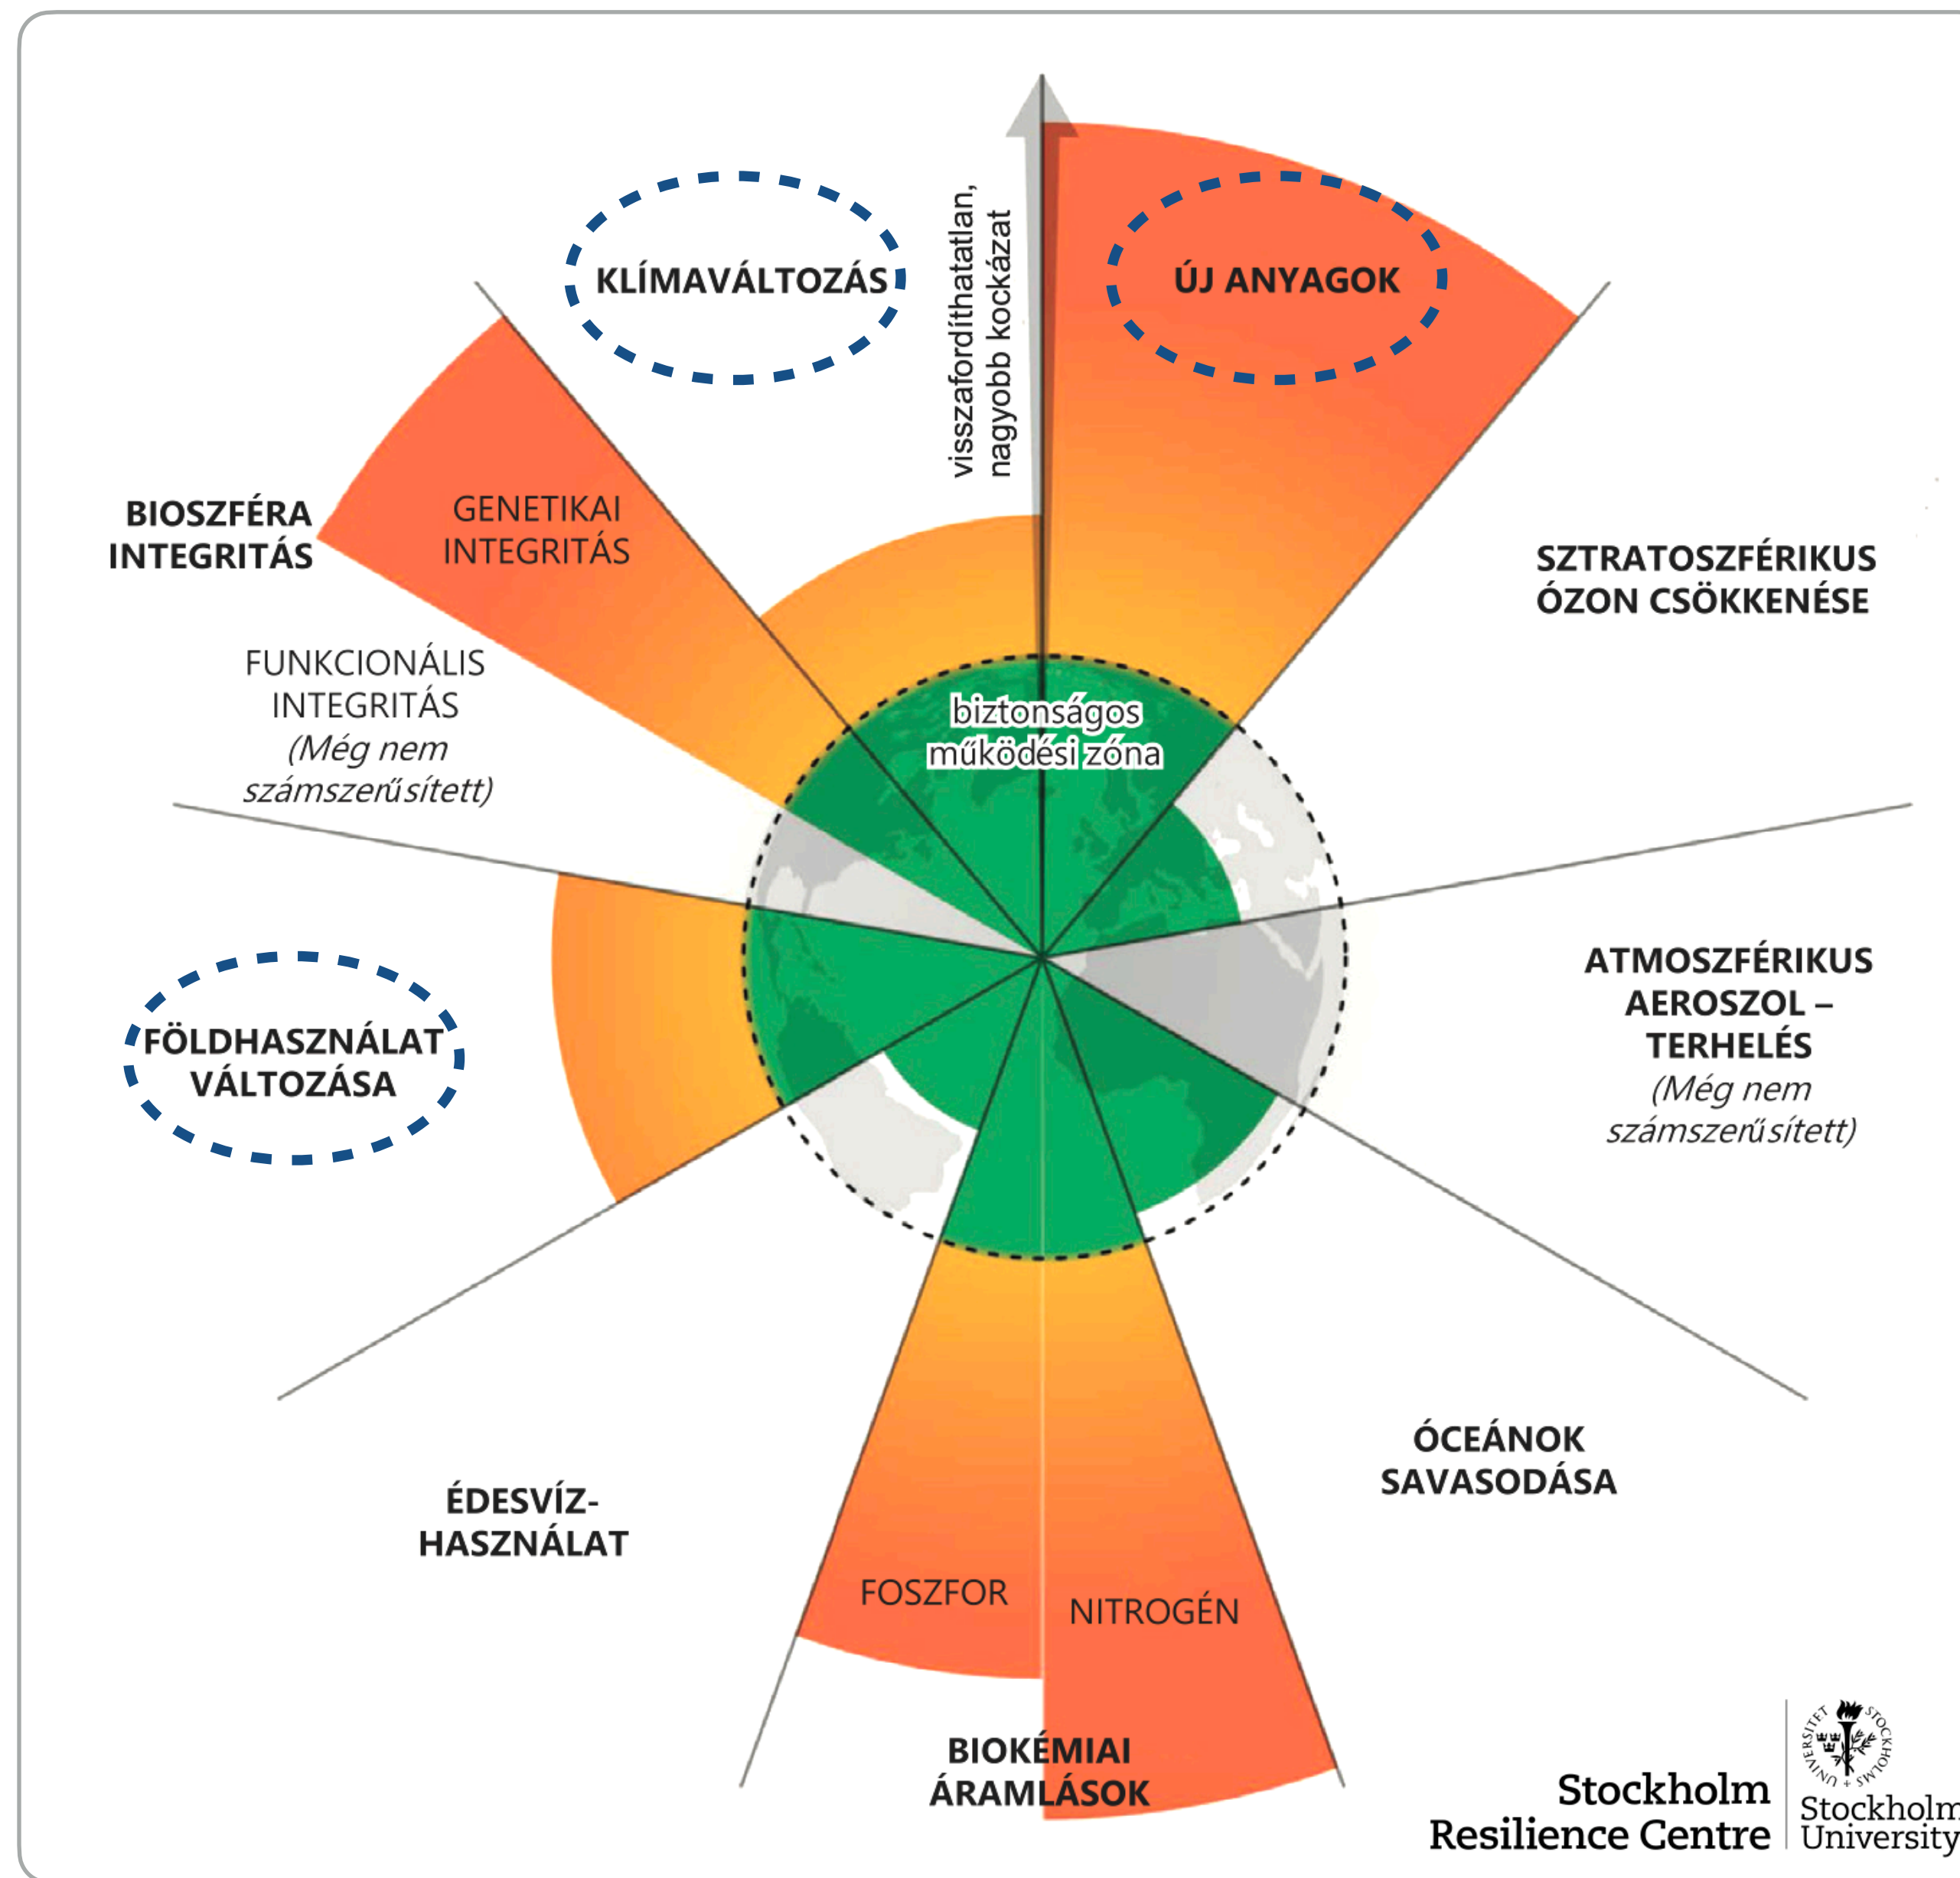 KLÍMAVÁLTOZÁS
visszafordíthatatlan,
nagyobb kockázat
ÚJ ANYAGOK
BIOSZFÉRA
INTEGRITÁS
GENETIKAI
INTEGRITÁS
SZTRATOSZFÉRIKUS
ÓZON CSÖKKENÉSE
FUNKCIONÁLIS
INTEGRITÁS
(Még nem
számszerűsített)
biztonságos
működési zóna
FÖLDHASZNÁLAT
VÁLTOZÁSA
ATMOSZFÉRIKUS
AEROSZOL –
TERHELÉS
(Még nem
számszerűsített)
ÓCEÁNOK
SAVASODÁSA
ÉDESVÍZ-
HASZNÁLAT
FOSZFOR
NITROGÉN
BIOKÉMIAI
ÁRAMLÁSOK
Stockholm
Resilience Centre
STOCKHOLMS UNIVERSITET
Stockholm
University